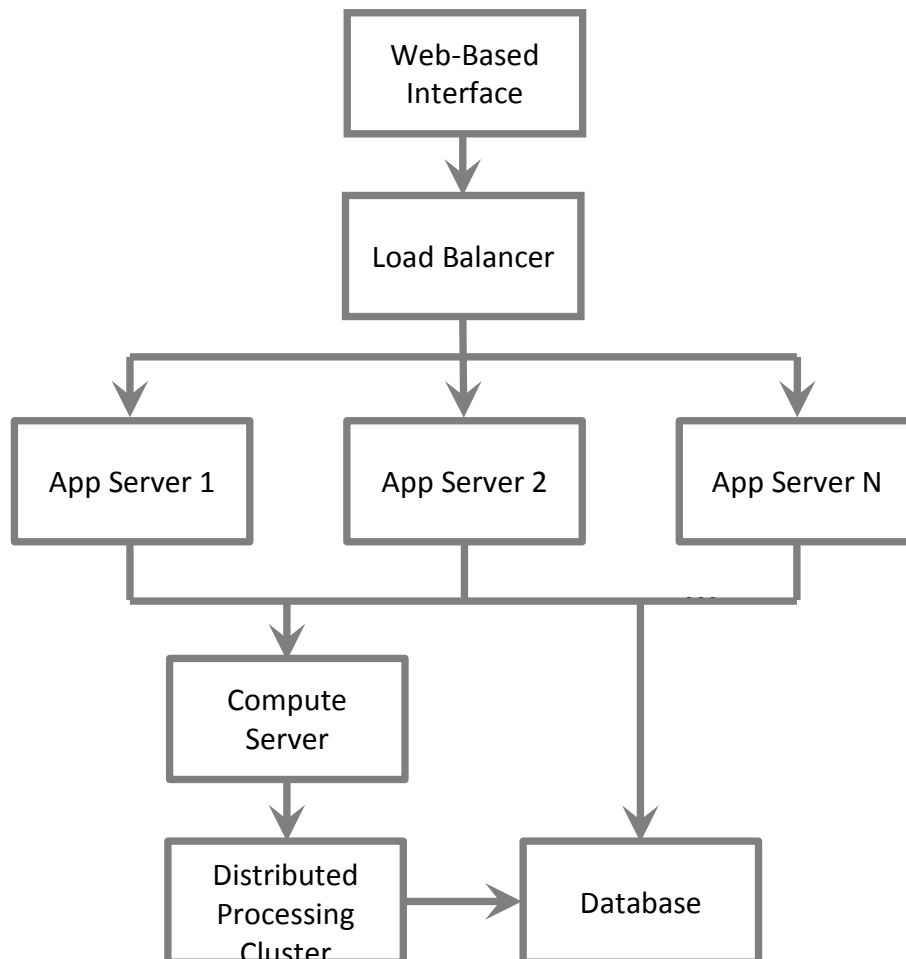 Web-Based
Interface
Load Balancer
App Server 1
App Server 2
App Server N
...
Compute
Server
Distributed
Processing
Cluster
Database